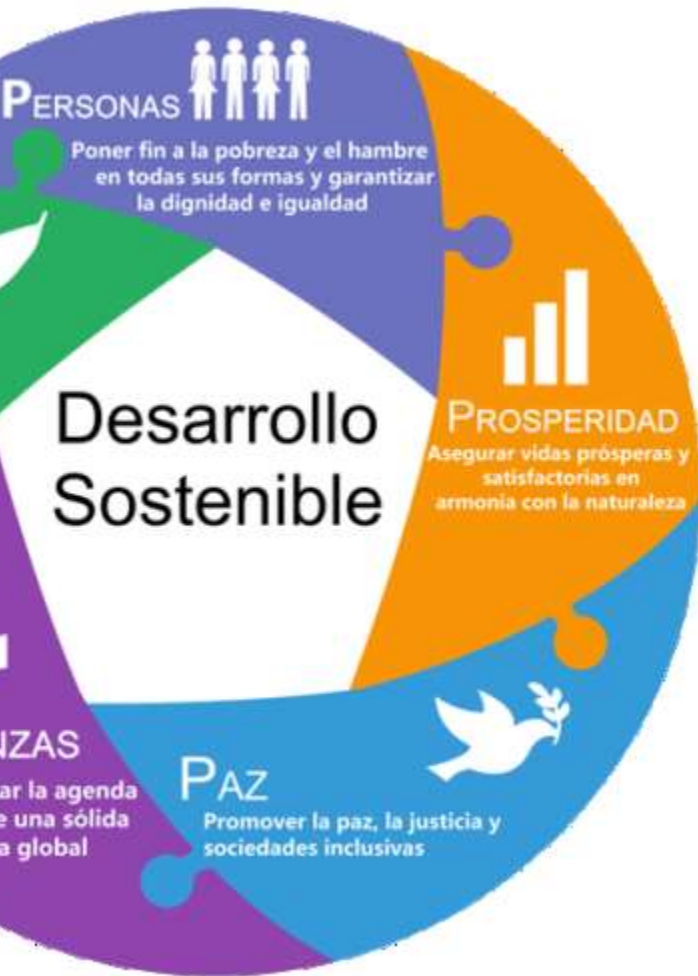 PERSONAS
Poner fin a la pobreza y el hambre
en todas sus formas y garantizar
la dignidad e igualdad
Desarrollo
Sostenible
PROSPERIDAD
Asegurar vidas prósperas y
satisfactorias en
armonia con la naturaleza
NZAS
ar la agenda
e una sólida
a global
PAZ
Promover la paz, la justicia y
sociedades inclusivas